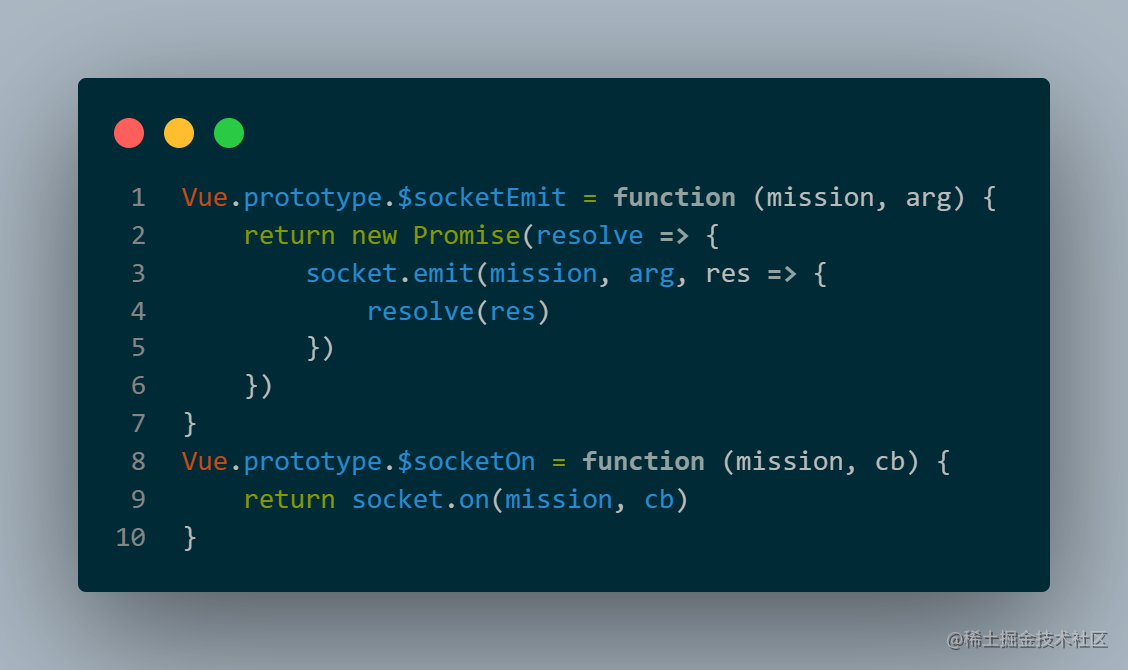 1 Vue.prototype.$socketEmit = function (mission, arg) {
2     return new Promise(resolve => {
3         socket.emit(mission, arg, res => {
4             resolve(res)
5         })
6     })
7 }
8 Vue.prototype.$socketOn = function (mission, cb) {
9     return socket.on(mission, cb)
10 }
@稀土掘金技术社区